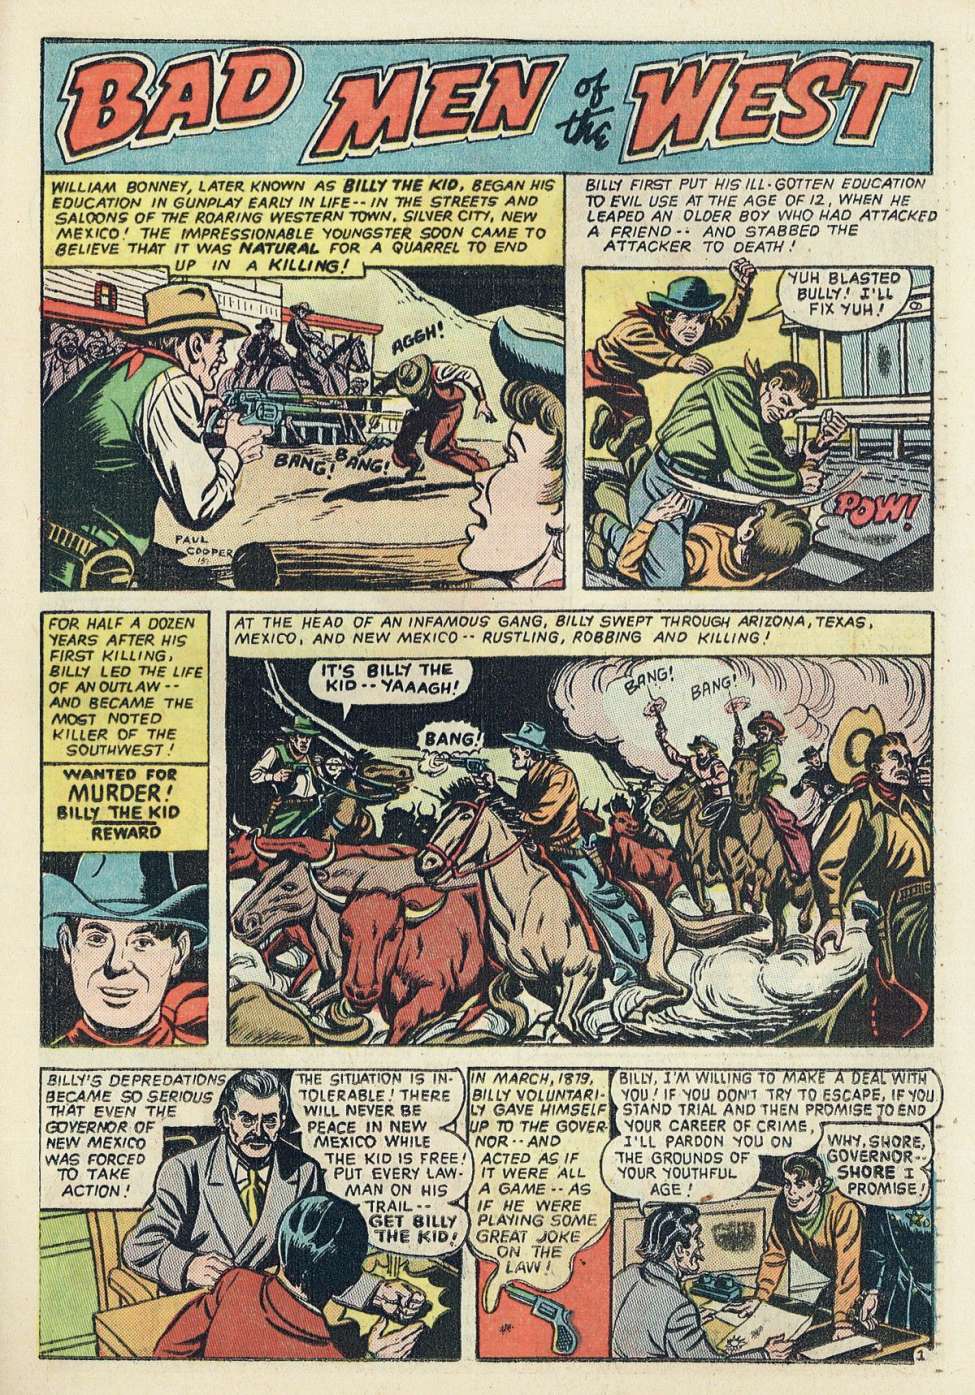 BAD MEN of the WEST
WILLIAM BONNEY, LATER KNOWN AS BILLY THE KID, BEGAN HIS
EDUCATION IN GUNPLAY EARLY IN LIFE -- IN THE STREETS AND
SALOONS OF THE ROARING WESTERN TOWN, SILVER CITY, NEW
MEXICO! THE IMPRESSIONABLE YOUNGSTER SOON CAME TO
BELIEVE THAT IT WAS NATURAL FOR A QUARREL TO END
UP IN A KILLING!
AGGH!
BANG! BANG!
PAUL
COOPER
BILLY FIRST PUT HIS ILL-GOTTEN EDUCATION
TO EVIL USE AT THE AGE OF 12, WHEN HE
LEAPED AN OLDER BOY WHO HAD ATTACKED
A FRIEND -- AND STABBED THE
ATTACKER TO DEATH!
YUH BLASTED
BULLY! I'LL
FIX YUH!
POW!
FOR HALF A DOZEN
YEARS AFTER HIS
FIRST KILLING,
BILLY LED THE LIFE
OF AN OUTLAW --
AND BECAME THE
MOST NOTED
KILLER OF THE
SOUTHWEST!
WANTED FOR
MURDER!
BILLY THE KID
REWARD
AT THE HEAD OF AN INFAMOUS GANG, BILLY SWEPT THROUGH ARIZONA, TEXAS,
MEXICO, AND NEW MEXICO -- RUSTLING, ROBBING AND KILLING!
IT'S BILLY THE
KID -- YAAAGH!
BANG!
BANG!
BANG!
BILLY'S DEPREDATIONS
BECAME SO SERIOUS
THAT EVEN THE
GOVERNOR OF
NEW MEXICO
WAS FORCED
TO TAKE
ACTION!
THE SITUATION IS IN-
TOLERABLE! THERE
WILL NEVER BE
PEACE IN NEW
MEXICO WHILE
THE KID IS FREE!
PUT EVERY LAW-
MAN ON HIS
TRAIL --
GET BILLY
THE KID!
IN MARCH, 1879,
BILLY VOLUNTARI-
LY GAVE HIMSELF
UP TO THE GOVER-
NOR -- AND
ACTED AS IF
IT WERE ALL
A GAME -- AS
IF HE WERE
PLAYING SOME
GREAT JOKE
ON THE
LAW!
BILLY, I'M WILLING TO MAKE A DEAL WITH
YOU! IF YOU DON'T TRY TO ESCAPE, IF YOU
STAND TRIAL AND THEN PROMISE TO END
YOUR CAREER OF CRIME,
I'LL PARDON YOU ON
THE GROUNDS OF
YOUR YOUTHFUL
AGE!
WHY, SHORE,
GOVERNOR --
SHORE I
PROMISE!
1